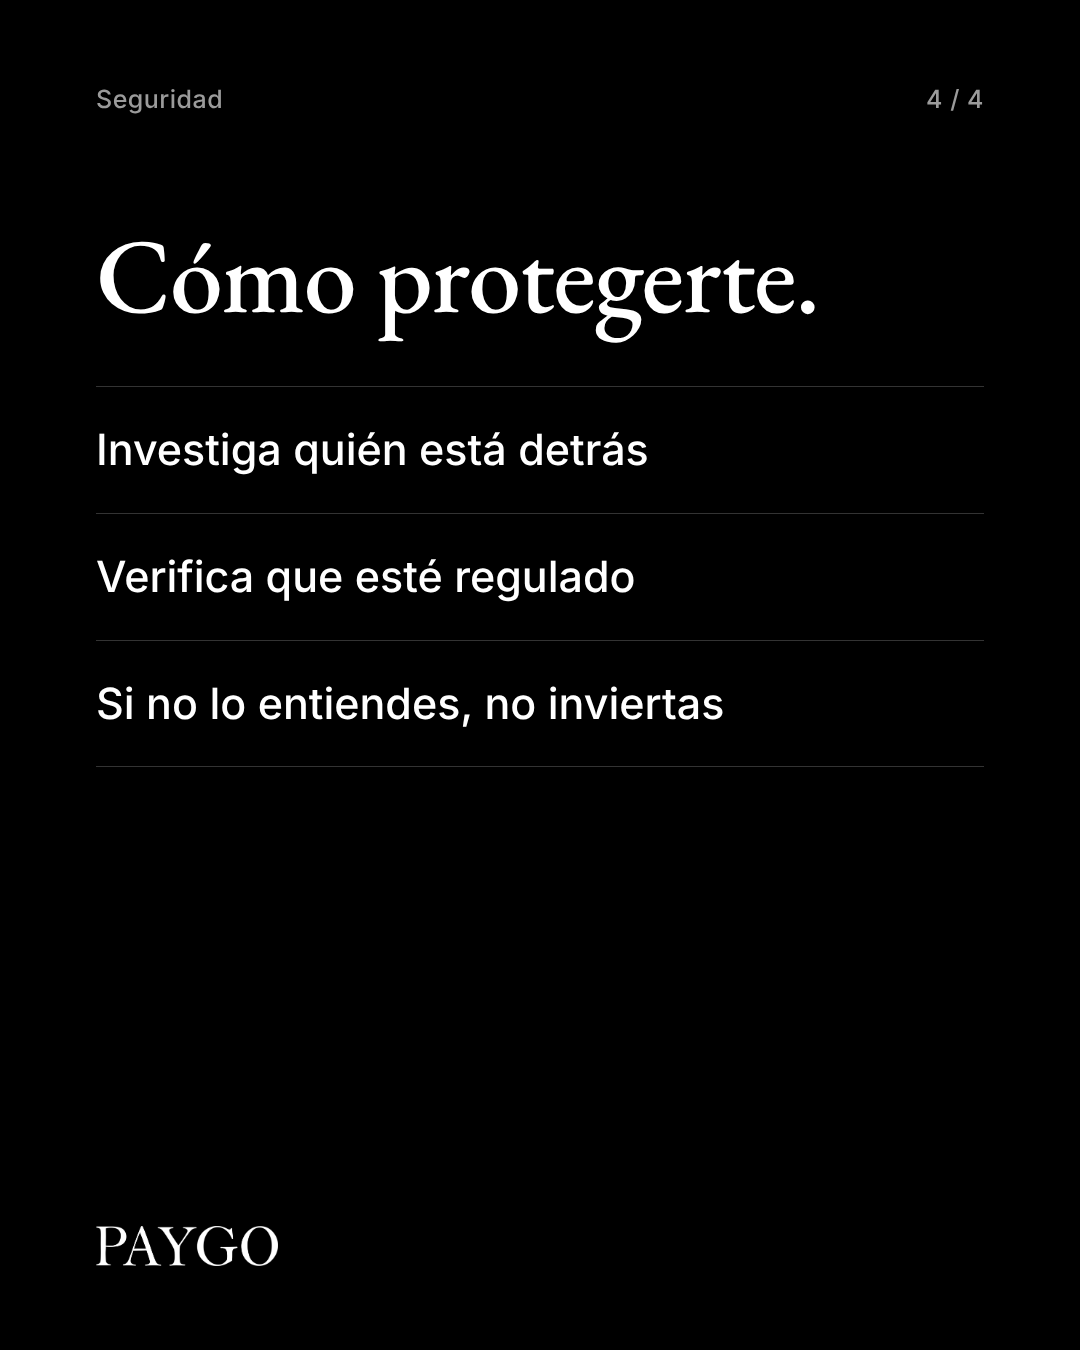 Seguridad
4 / 4
Cómo protegerte.
Investiga quién está detrás
Verifica que esté regulado
Si no lo entiendes, no inviertas
PAYGO